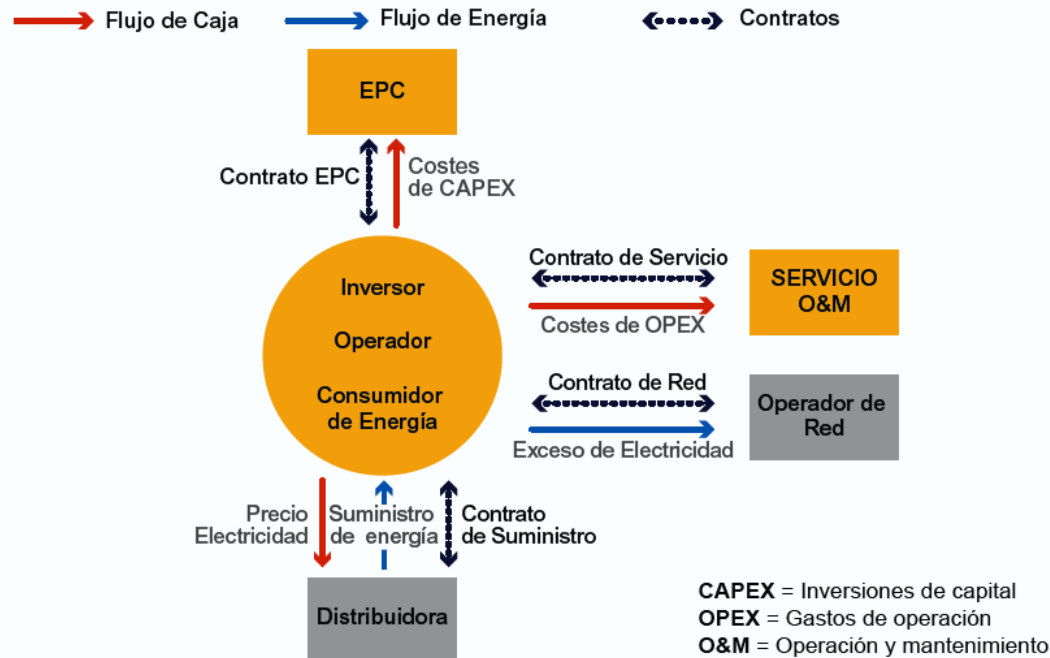 Flujo de Caja
Flujo de Energía
Contratos
EPC
Contrato EPC
Costes
de CAPEX
Inversor
Operador
Consumidor
de Energía
Contrato de Servicio
Costes de OPEX
SERVICIO
O&M
Contrato de Red
Exceso de Electricidad
Operador de
Red
Precio
Electricidad
Suministro
de energía
Contrato
de Suministro
Distribuidora
CAPEX = Inversiones de capital
OPEX = Gastos de operación
O&M = Operación y mantenimiento